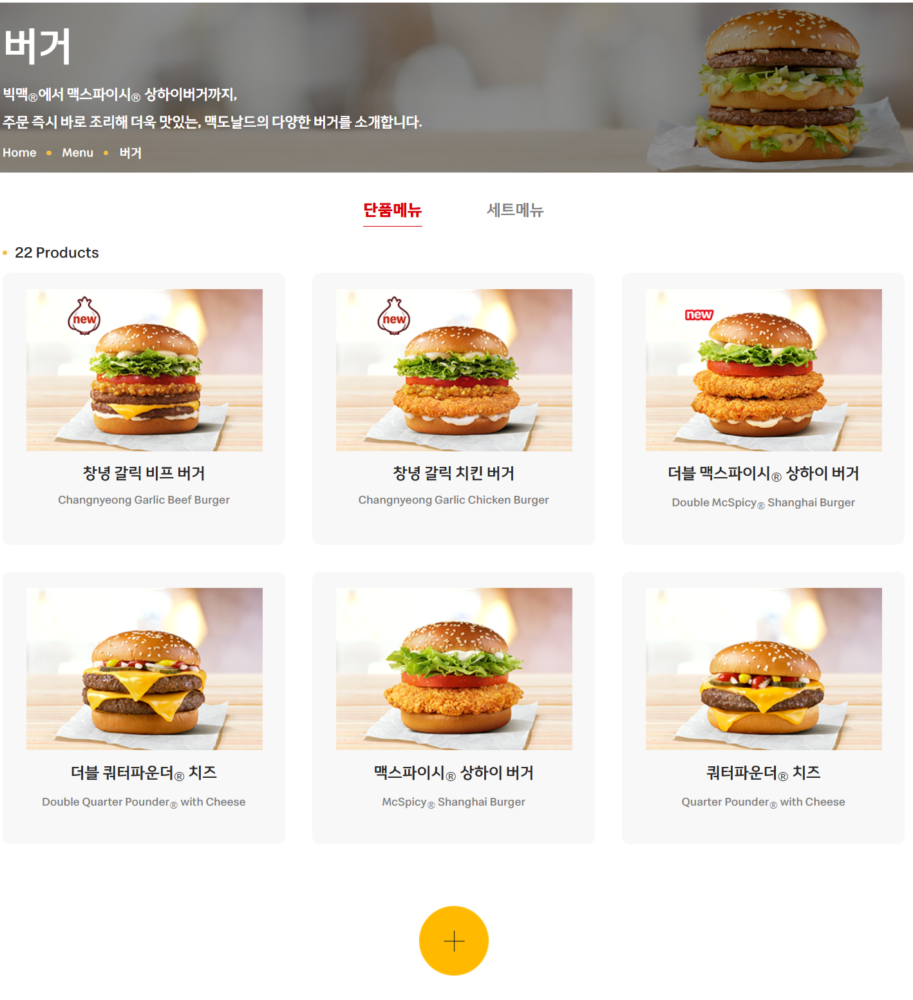 버거
빅맥®에서 맥스파이시® 상하이버거까지,
주문 즉시 바로 조리해 더욱 맛있는, 맥도날드의 다양한 버거를 소개합니다.
Home • Menu • 버거
단품메뉴 세트메뉴
• 22 Products
new
new
new
창녕 갈릭 비프 버거
Changnyeong Garlic Beef Burger
창녕 갈릭 치킨 버거
Changnyeong Garlic Chicken Burger
더블 맥스파이시® 상하이 버거
Double McSpicy® Shanghai Burger
더블 쿼터파운더® 치즈
Double Quarter Pounder® with Cheese
맥스파이시® 상하이 버거
McSpicy® Shanghai Burger
쿼터파운더® 치즈
Quarter Pounder® with Cheese